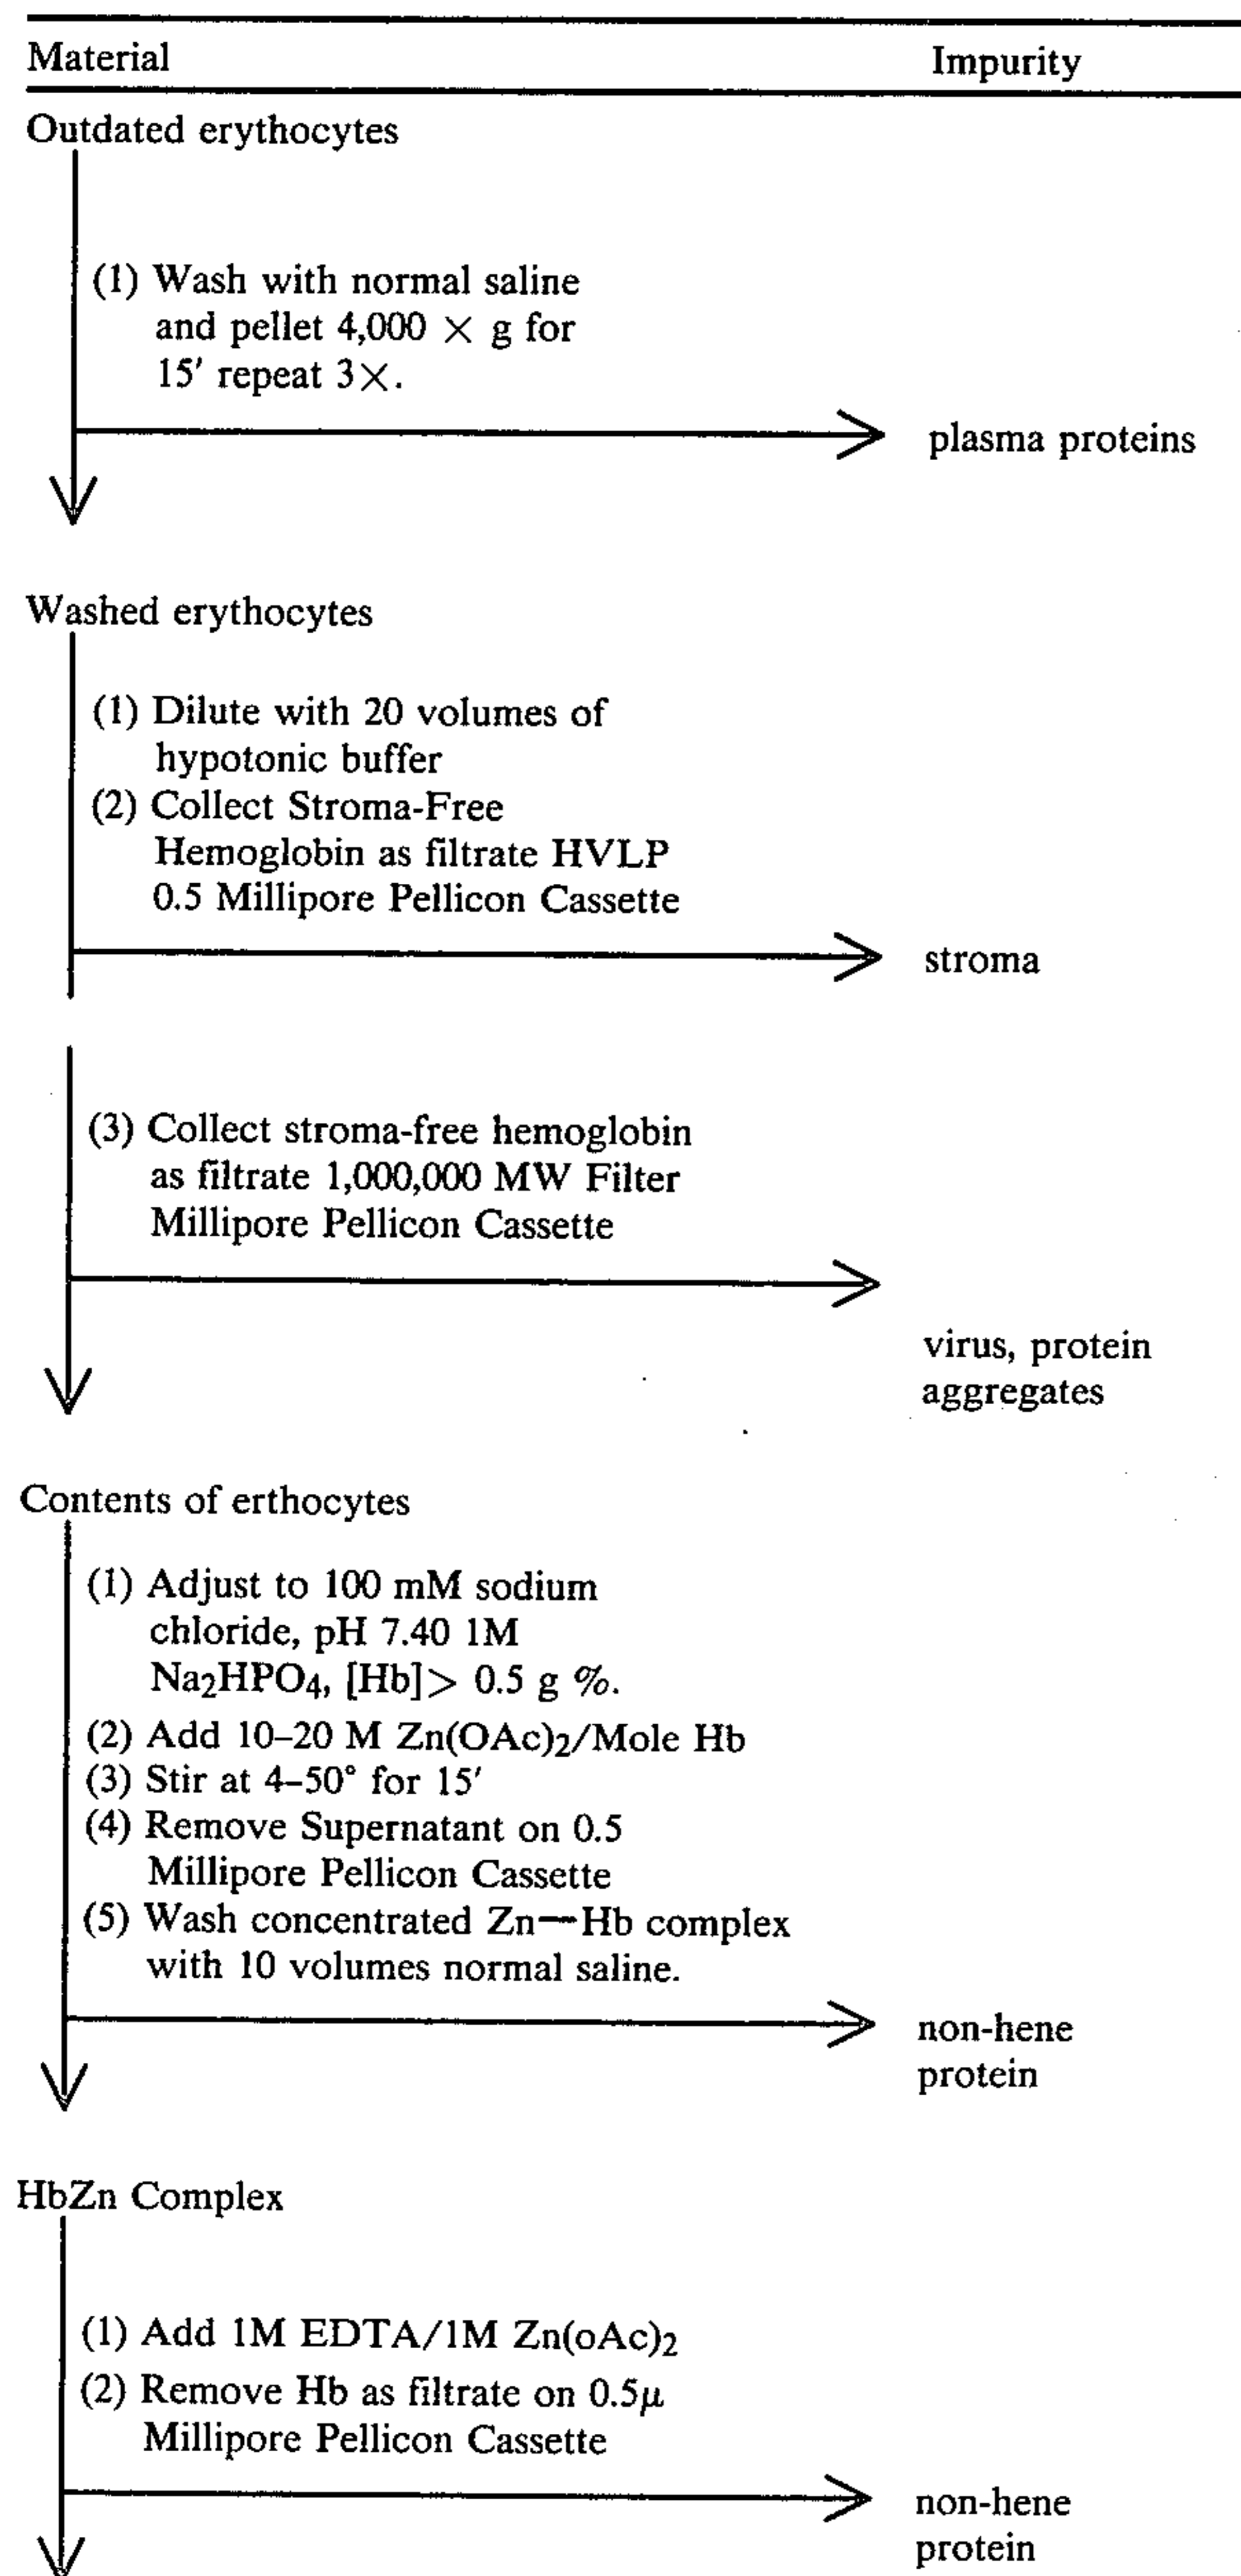 Material Impurity
Outdated erythocytes
(1) Wash with normal saline
and pellet 4,000 × g for
15′ repeat 3×.
plasma proteins
Washed erythocytes
(1) Dilute with 20 volumes of
hypotonic buffer
(2) Collect Stroma-Free
Hemoglobin as filtrate HVLP
0.5 Millipore Pellicon Cassette
stroma
(3) Collect stroma-free hemoglobin
as filtrate 1,000,000 MW Filter
Millipore Pellicon Cassette
virus, protein
aggregates
Contents of erthocytes
(1) Adjust to 100 mM sodium
chloride, pH 7.40 1M
Na₂HPO₄, [Hb]> 0.5 g %.
(2) Add 10–20 M Zn(OAc)₂/Mole Hb
(3) Stir at 4–50° for 15′
(4) Remove Supernatant on 0.5
Millipore Pellicon Cassette
(5) Wash concentrated Zn—Hb complex
with 10 volumes normal saline.
non-hene
protein
HbZn Complex
(1) Add 1M EDTA/1M Zn(oAc)₂
(2) Remove Hb as filtrate on 0.5μ
Millipore Pellicon Cassette
non-hene
protein